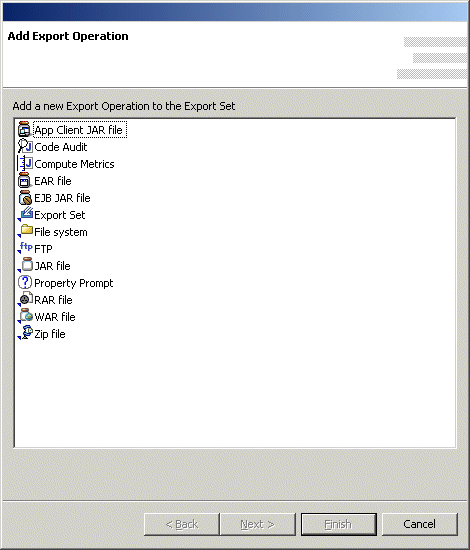 Add Export Operation
Add a new Export Operation to the Export Set
App Client JAR file
Code Audit
Compute Metrics
EAR file
EJB JAR file
Export Set
File system
ftp FTP
JAR file
Property Prompt
RAR file
WAR file
Zip file
< Back Next > Finish Cancel